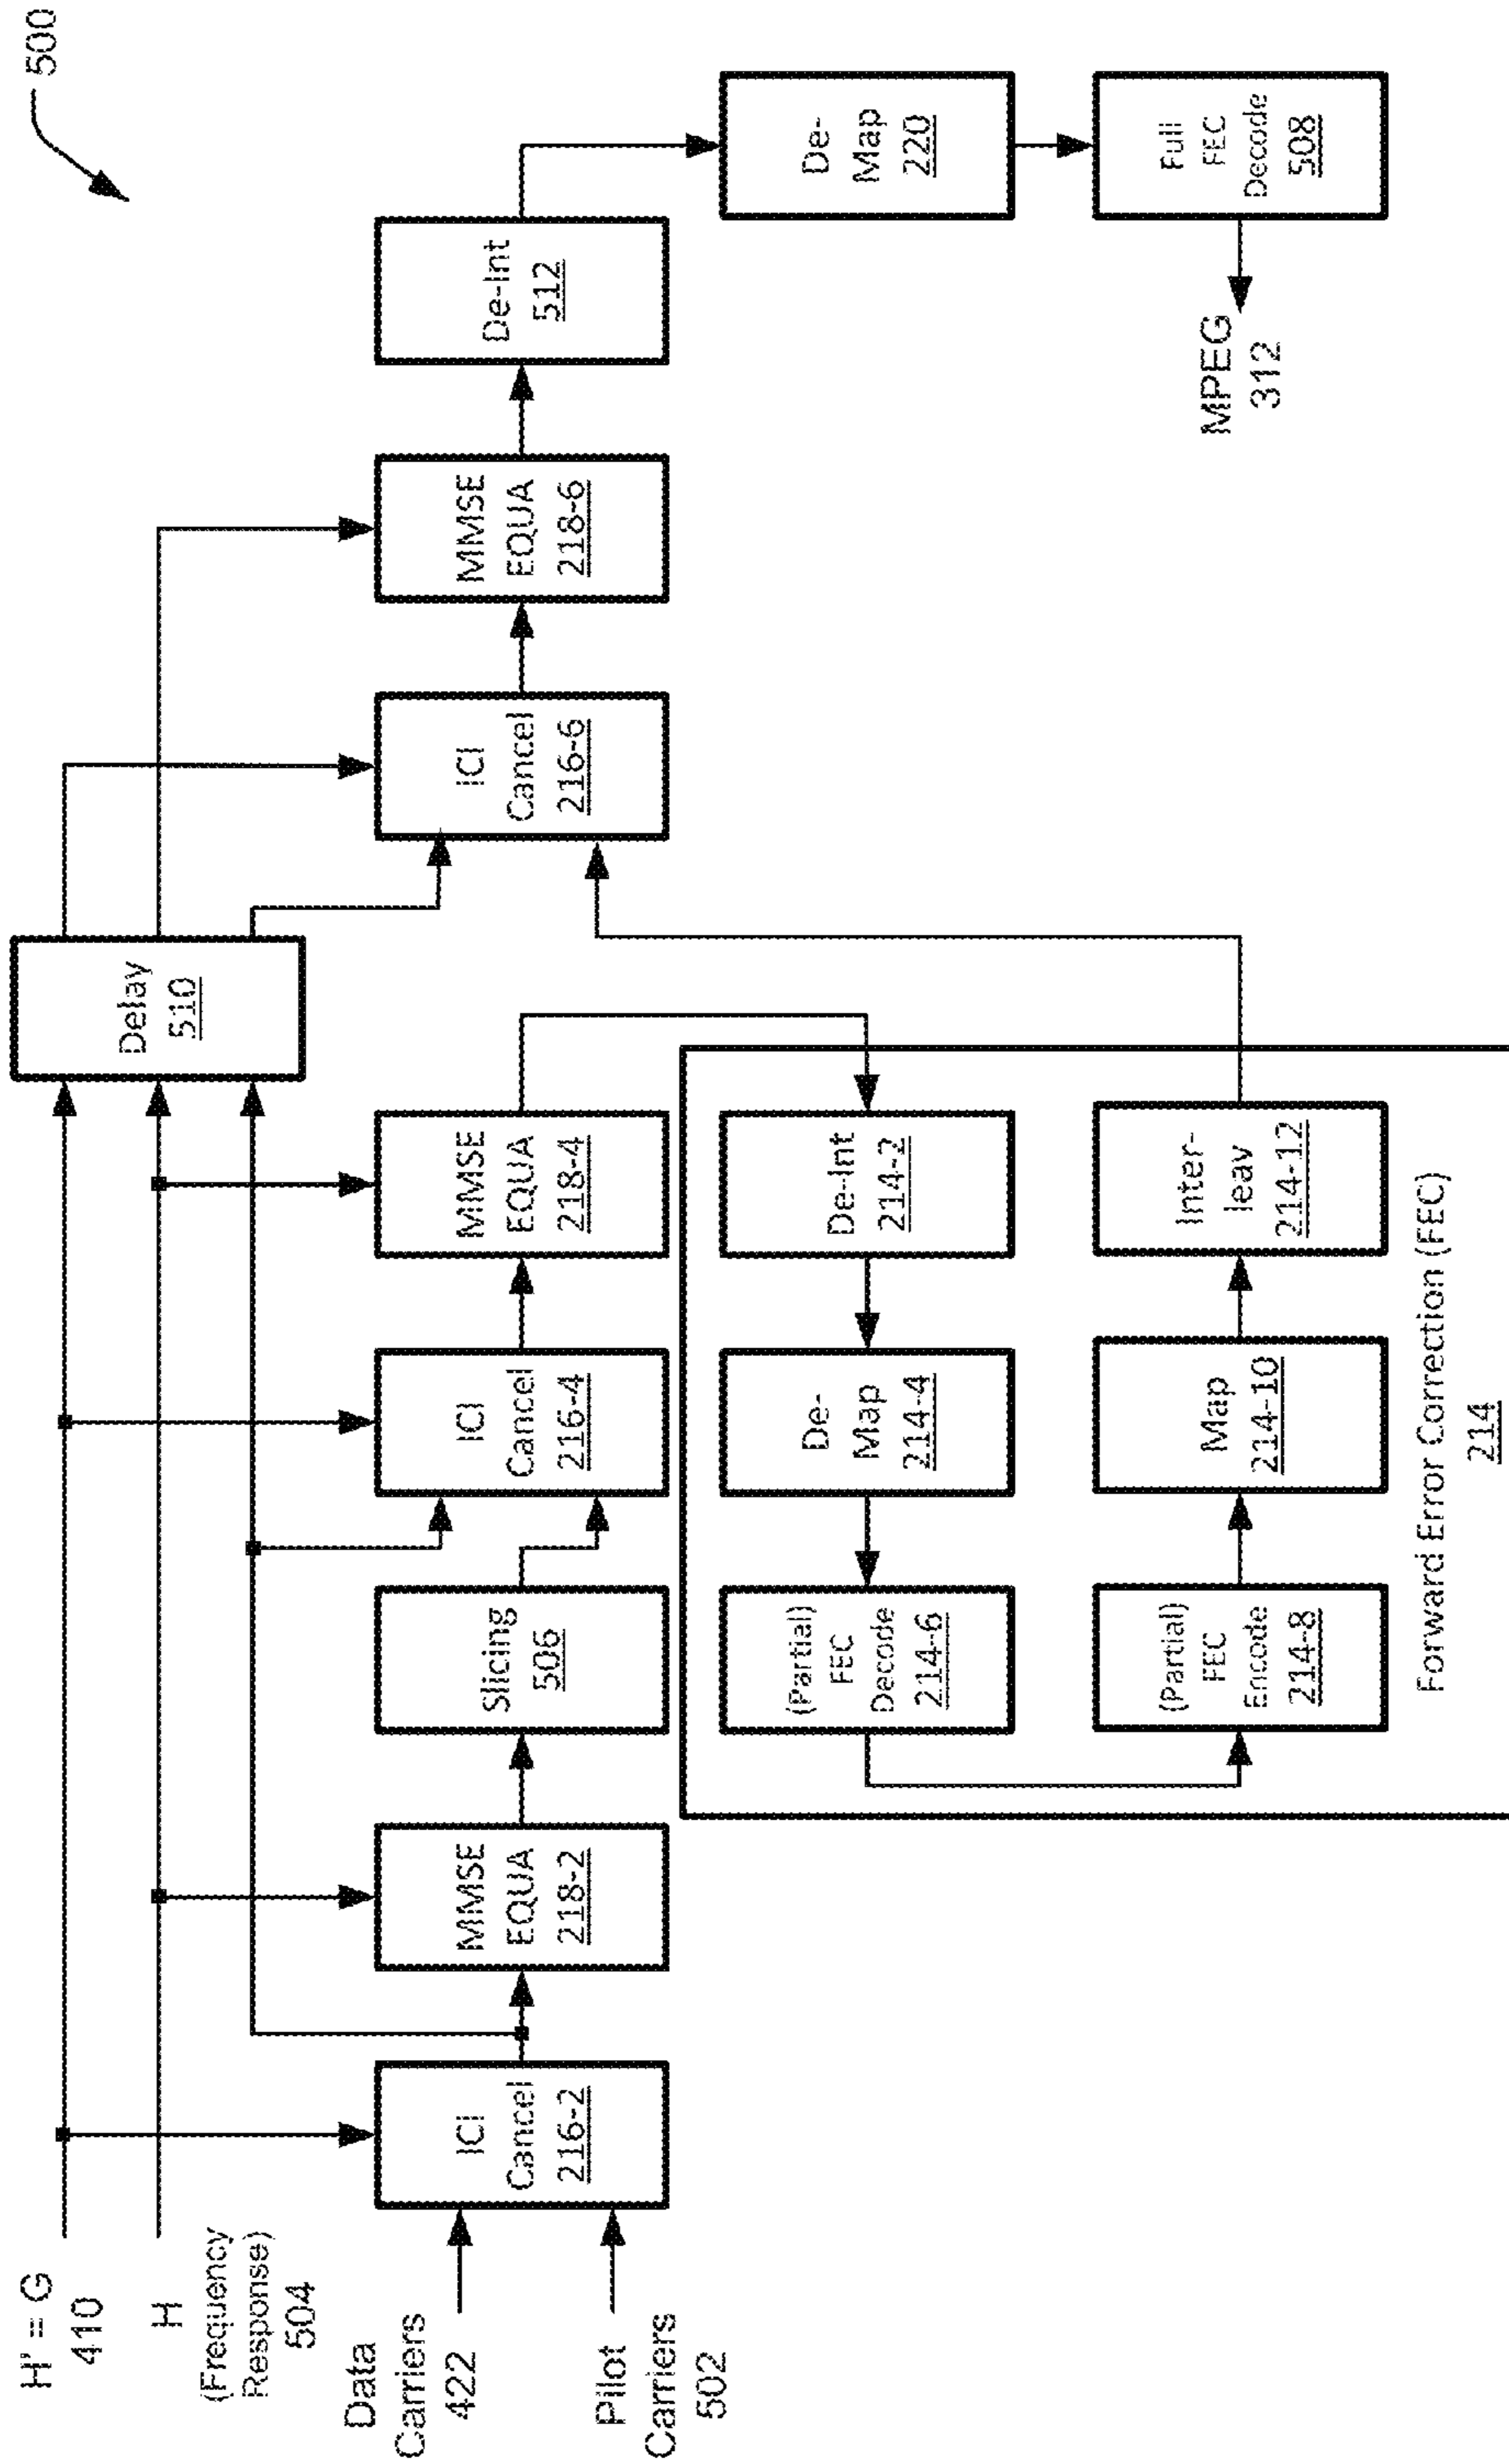 500
H' = G
410
H
(Frequency
Response)
504
Data
Carriers
422
Pilot
Carriers
502
Delay
510
ICI
Cancel
216-2
MMSE
EQUA
218-2
Slicing
506
ICI
Cancel
216-4
MMSE
EQUA
218-4
ICI
Cancel
216-6
MMSE
EQUA
218-6
De-Int
512
De-
Map
220
Full
FEC
Decode
508
MPEG
312
(Partial)
FEC
Decode
214-6
De-
Map
214-4
De-Int
214-2
(Partial)
FEC
Encode
214-8
Map
214-10
Inter-
leav
214-12
Forward Error Correction (FEC)
214